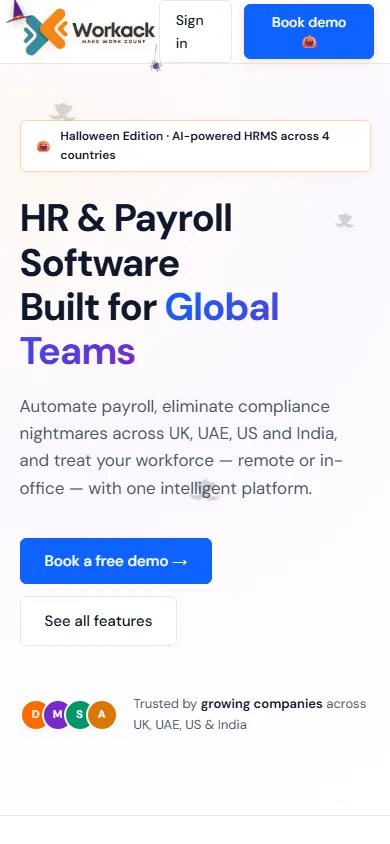 Workack
MAKE WORK COUNT
Sign
in
Book demo
🎃
🎃 Halloween Edition · AI-powered HRMS across 4
countries
HR & Payroll
Software
Built for Global
Teams
Automate payroll, eliminate compliance
nightmares across UK, UAE, US and India,
and treat your workforce — remote or in-
office — with one intelligent platform.
Book a free demo →
See all features
D M S A
Trusted by growing companies across
UK, UAE, US & India